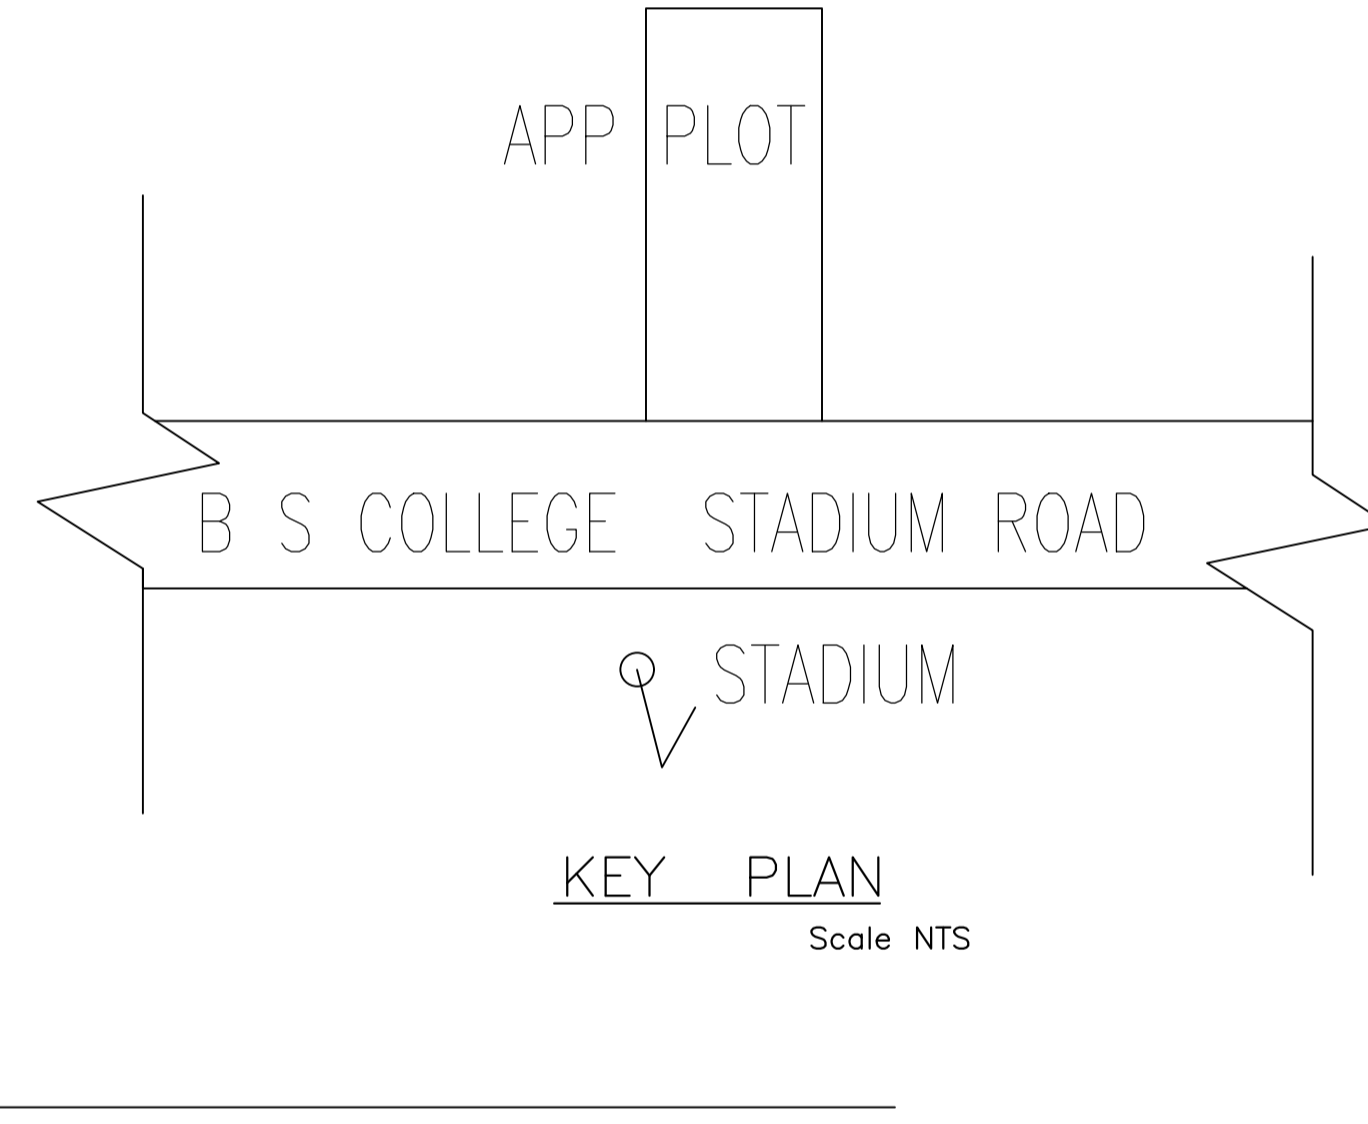 APP PLOT
B S COLLEGE STADIUM ROAD
STADIUM
KEY PLAN
Scale NTS